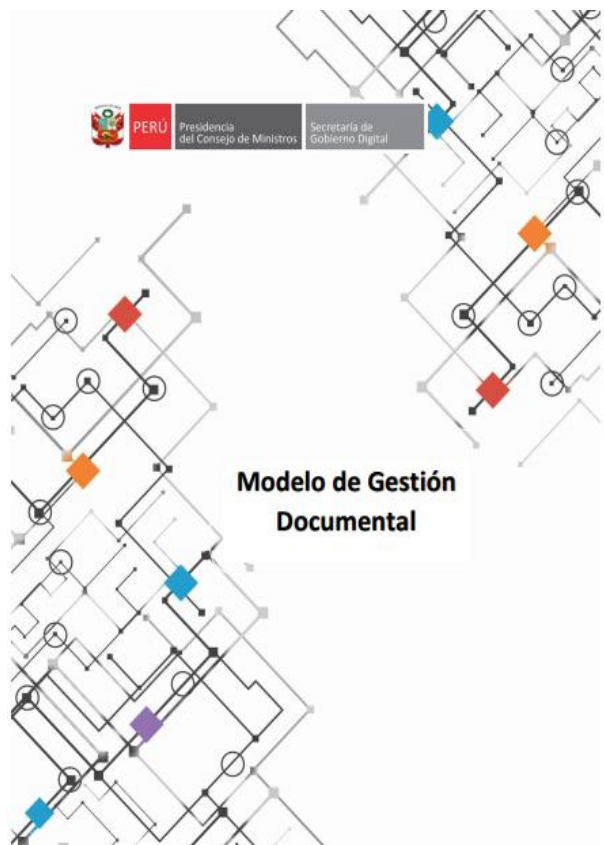 PERÚ
Presidencia
del Consejo de Ministros
Secretaría de
Gobierno Digital
Modelo de Gestión
Documental